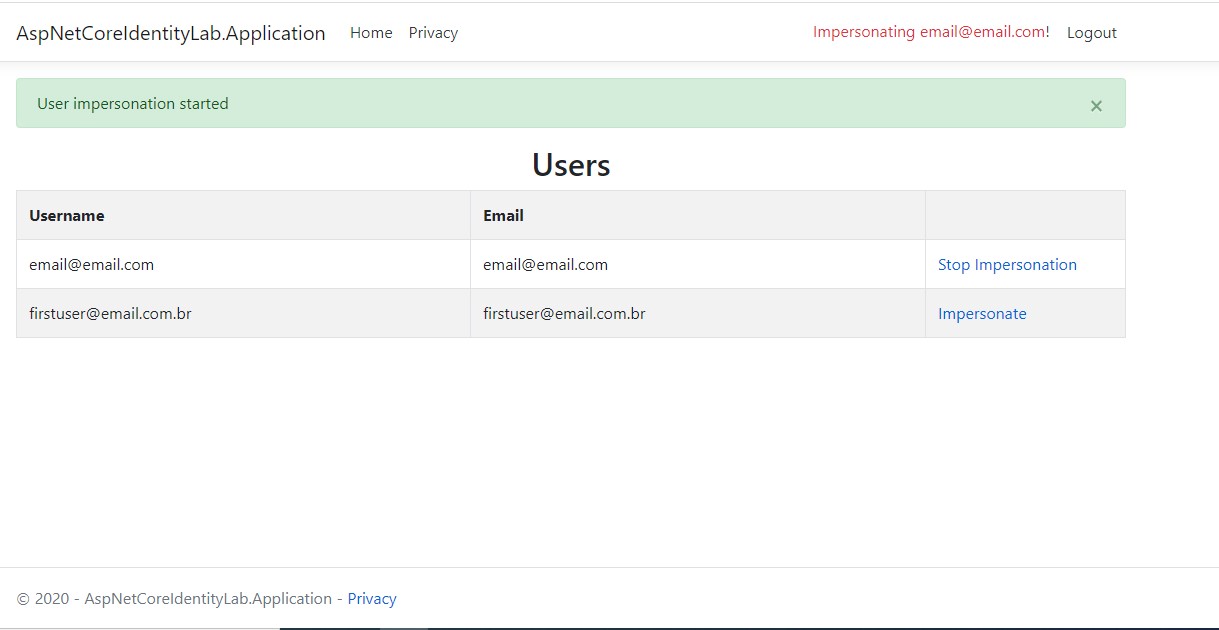 AspNetCoreIdentityLab.Application Home Privacy Impersonating email@email.com! Logout
User impersonation started ×
Users
Username Email
email@email.com email@email.com Stop Impersonation
firstuser@email.com.br firstuser@email.com.br Impersonate
© 2020 - AspNetCoreIdentityLab.Application - Privacy